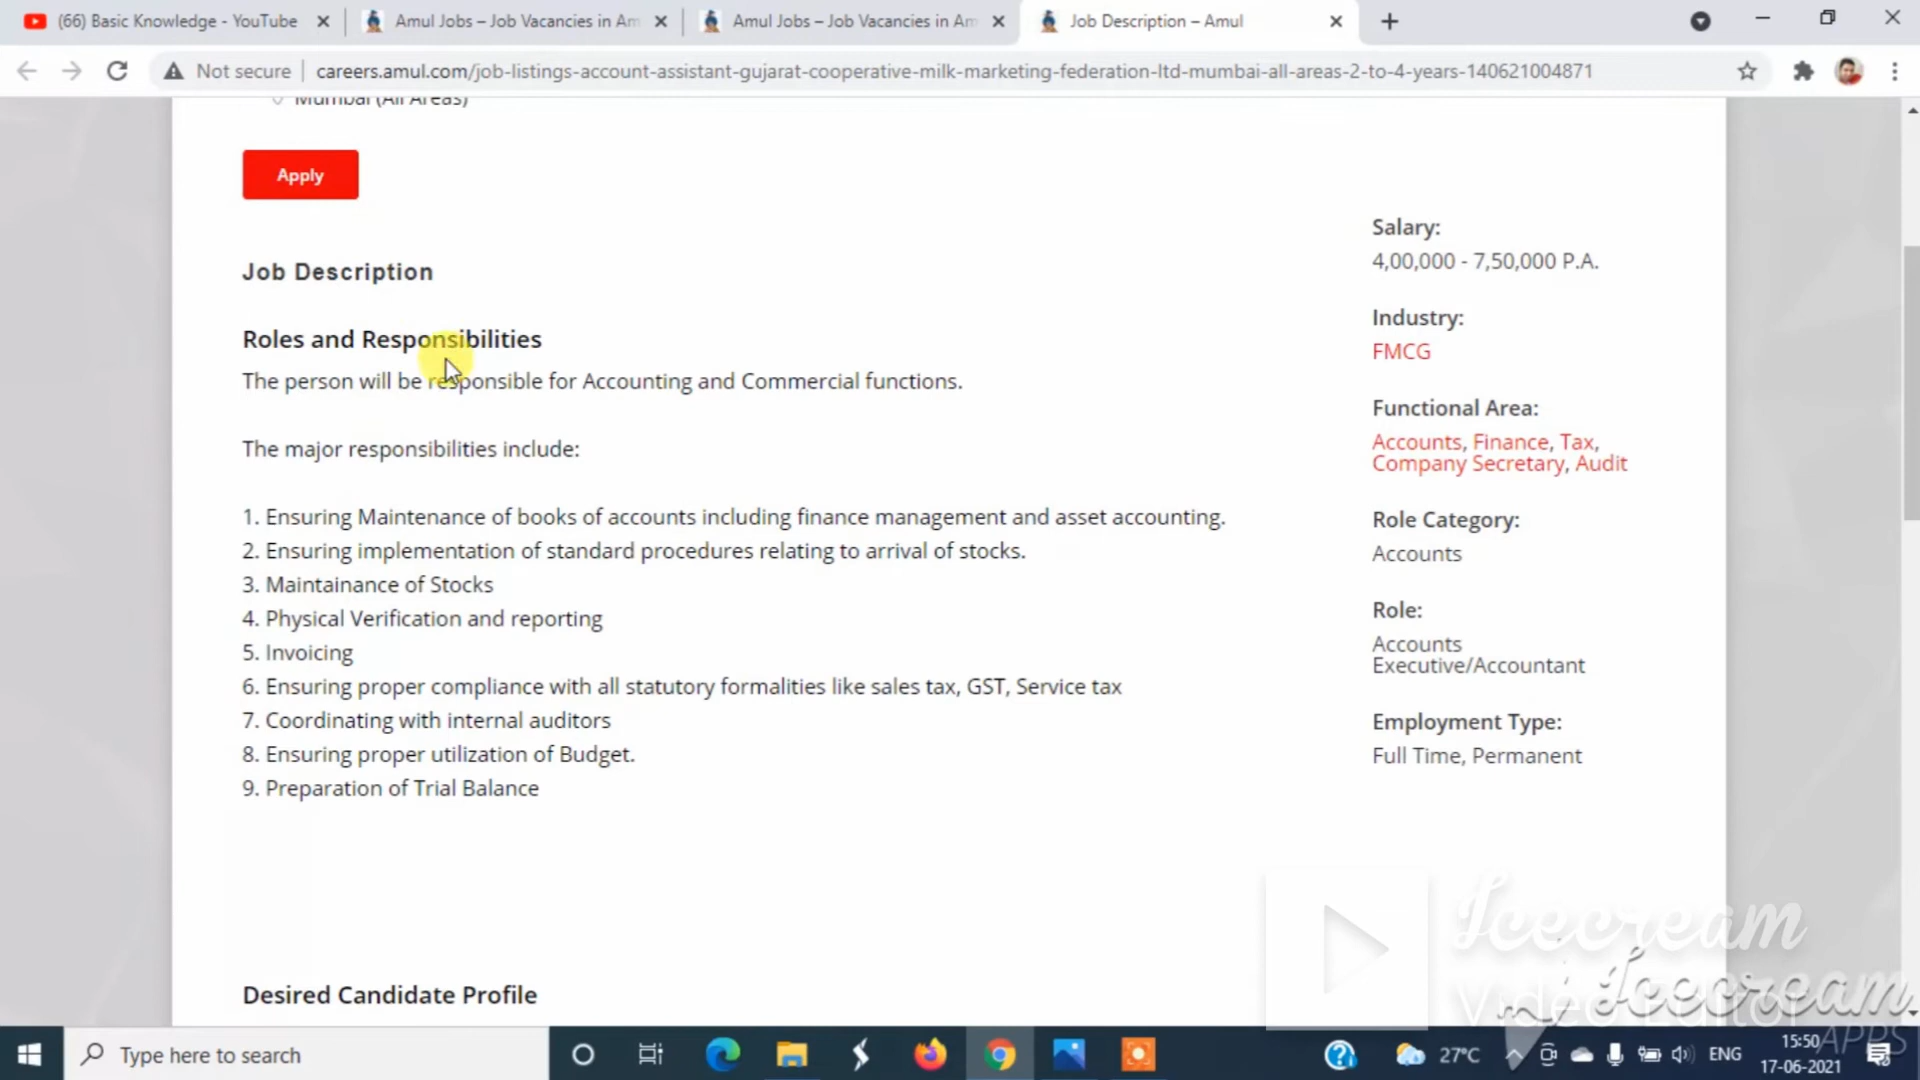 (66) Basic Knowledge - YouTube
Amul Jobs – Job Vacancies in Am
Amul Jobs – Job Vacancies in Am
Job Description – Amul
Not secure
careers.amul.com/job-listings-account-assistant-gujarat-cooperative-milk-marketing-federation-ltd-mumbai-all-areas-2-to-4-years-140621004871
Mumbai (All Areas)
Apply
Job Description
Roles and Responsibilities
The person will be responsible for Accounting and Commercial functions.
The major responsibilities include:
1. Ensuring Maintenance of books of accounts including finance management and asset accounting.
2. Ensuring implementation of standard procedures relating to arrival of stocks.
3. Maintainance of Stocks
4. Physical Verification and reporting
5. Invoicing
6. Ensuring proper compliance with all statutory formalities like sales tax, GST, Service tax
7. Coordinating with internal auditors
8. Ensuring proper utilization of Budget.
9. Preparation of Trial Balance
Desired Candidate Profile
Salary:
4,00,000 - 7,50,000 P.A.
Industry:
FMCG
Functional Area:
Accounts, Finance, Tax,
Company Secretary, Audit
Role Category:
Accounts
Role:
Accounts
Executive/Accountant
Employment Type:
Full Time, Permanent
Icecream
Video Editor
Icecream
APPS
Type here to search
27°C
ENG
15:50
17-06-2021